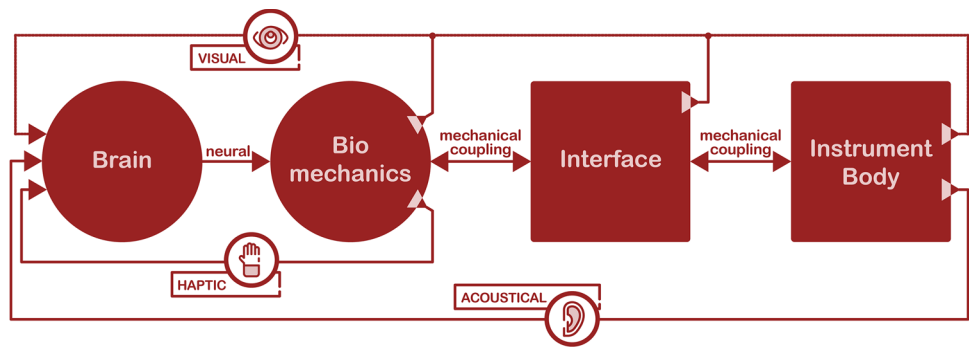 VISUAL
Brain
neural
Bio
mechanics
mechanical
coupling
Interface
mechanical
coupling
Instrument
Body
HAPTIC
ACOUSTICAL